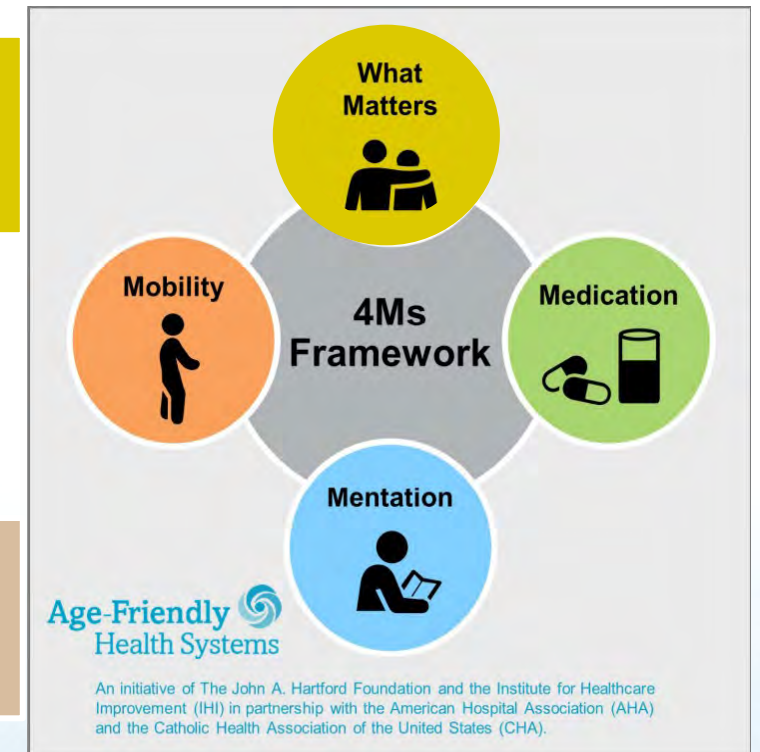 What
Matters
Mobility
4Ms
Framework
Medication
Mentation
Age-Friendly
Health Systems
An initiative of The John A. Hartford Foundation and the Institute for Healthcare
Improvement (IHI) in partnership with the American Hospital Association (AHA)
and the Catholic Health Association of the United States (CHA).